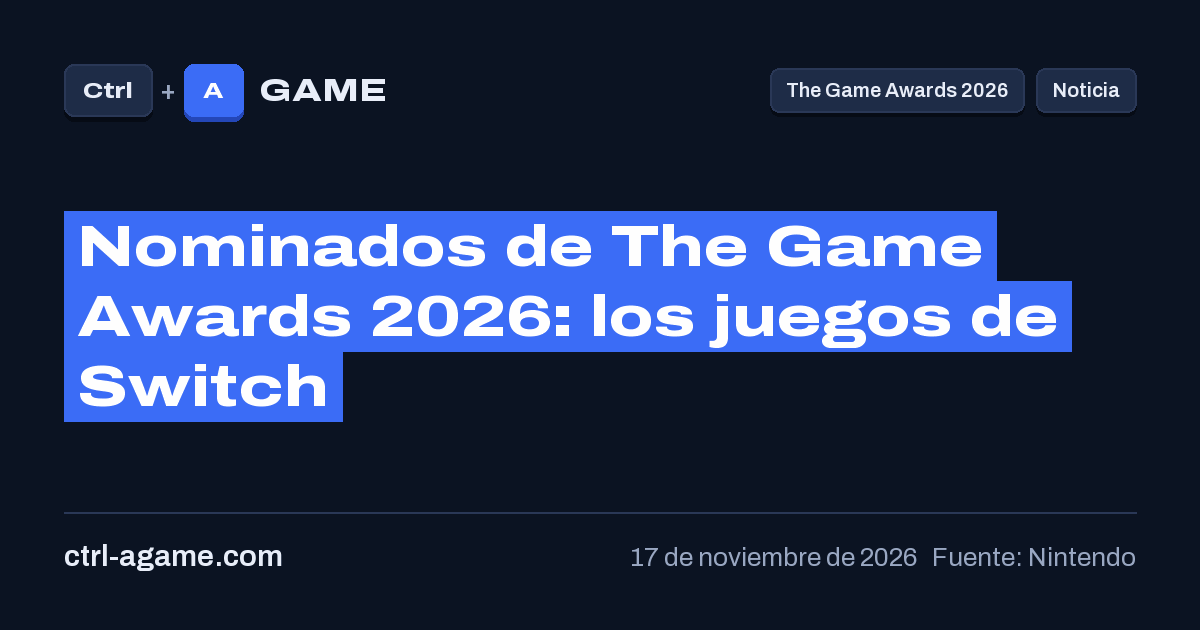 Ctrl + A GAME
The Game Awards 2026
Noticia
Nominados de The Game
Awards 2026: los juegos de
Switch
ctrl-agame.com
17 de noviembre de 2026 Fuente: Nintendo